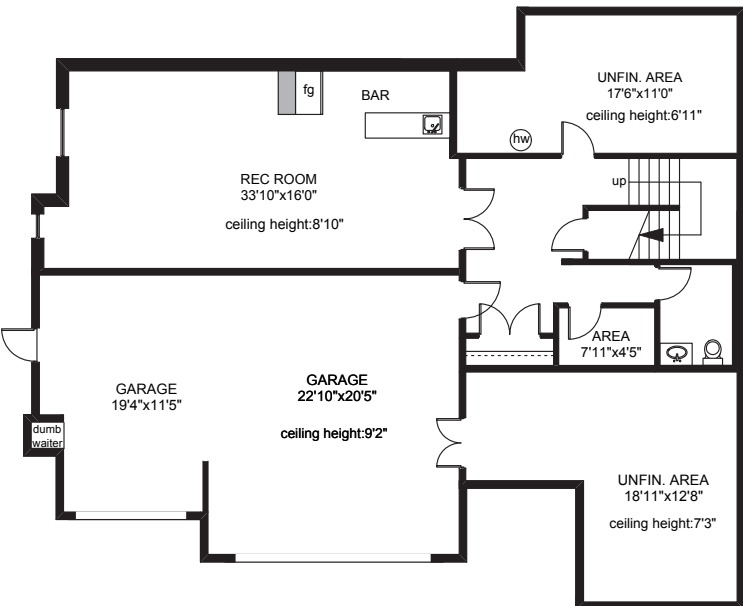 UNFIN. AREA
17'6"x11'0"
ceiling height:6'11"
fg
BAR
hw
REC ROOM
33'10"x16'0"
ceiling height:8'10"
up
AREA
7'11"x4'5"
GARAGE
19'4"x11'5"
GARAGE
22'10"x20'5"
ceiling height:9'2"
dumb
waiter
UNFIN. AREA
18'11"x12'8"
ceiling height:7'3"